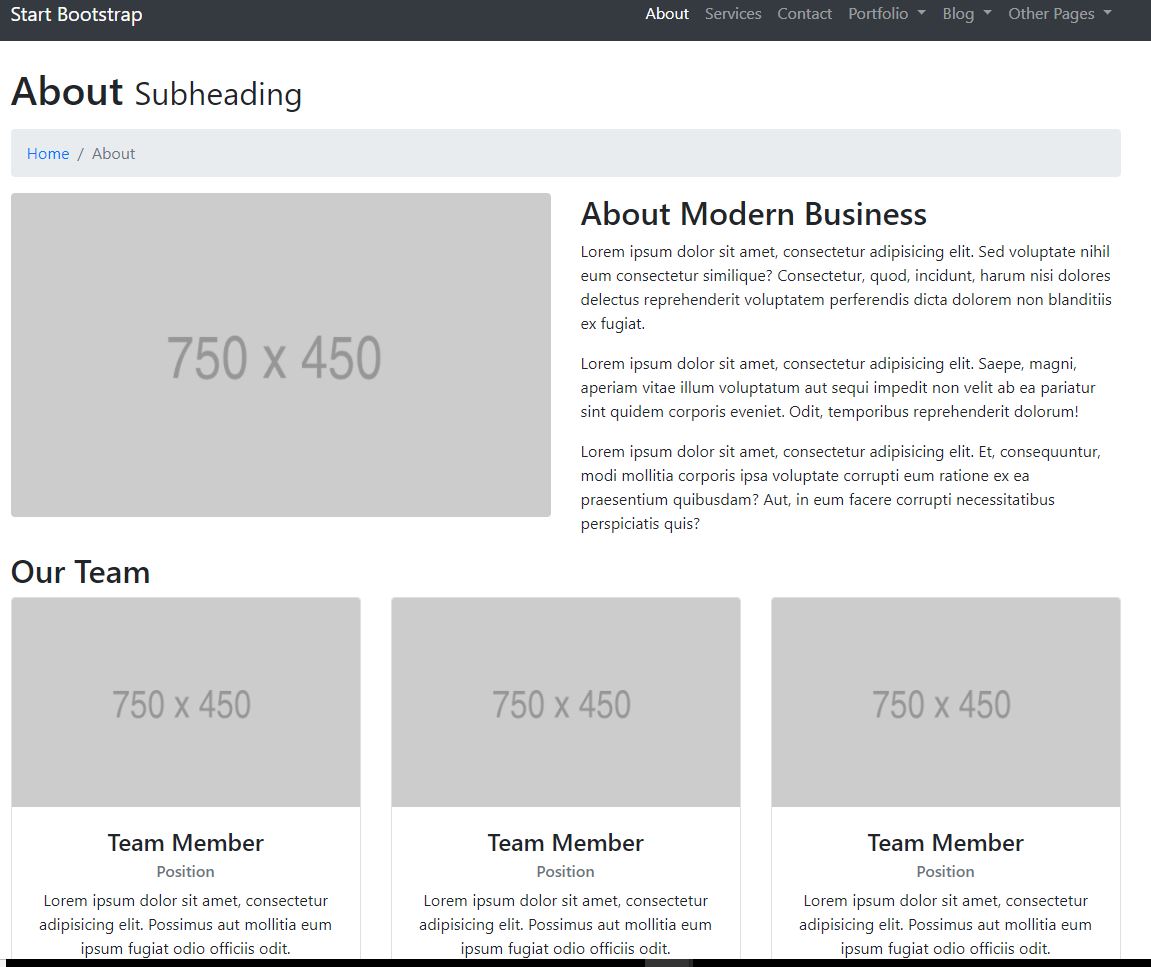 Start Bootstrap About Services Contact Portfolio Blog Other Pages
About Subheading
Home / About
750 x 450
About Modern Business
Lorem ipsum dolor sit amet, consectetur adipisicing elit. Sed voluptate nihil
eum consectetur similique? Consectetur, quod, incidunt, harum nisi dolores
delectus reprehenderit voluptatem perferendis dicta dolorem non blanditiis
ex fugiat.
Lorem ipsum dolor sit amet, consectetur adipisicing elit. Saepe, magni,
aperiam vitae illum voluptatum aut sequi impedit non velit ab ea pariatur
sint quidem corporis eveniet. Odit, temporibus reprehenderit dolorum!
Lorem ipsum dolor sit amet, consectetur adipisicing elit. Et, consequuntur,
modi mollitia corporis ipsa voluptate corrupti eum ratione ex ea
praesentium quibusdam? Aut, in eum facere corrupti necessitatibus
perspiciatis quis?
Our Team
750 x 450
Team Member
Position
Lorem ipsum dolor sit amet, consectetur
adipisicing elit. Possimus aut mollitia eum
ipsum fugiat odio officiis odit.
750 x 450
Team Member
Position
Lorem ipsum dolor sit amet, consectetur
adipisicing elit. Possimus aut mollitia eum
ipsum fugiat odio officiis odit.
750 x 450
Team Member
Position
Lorem ipsum dolor sit amet, consectetur
adipisicing elit. Possimus aut mollitia eum
ipsum fugiat odio officiis odit.